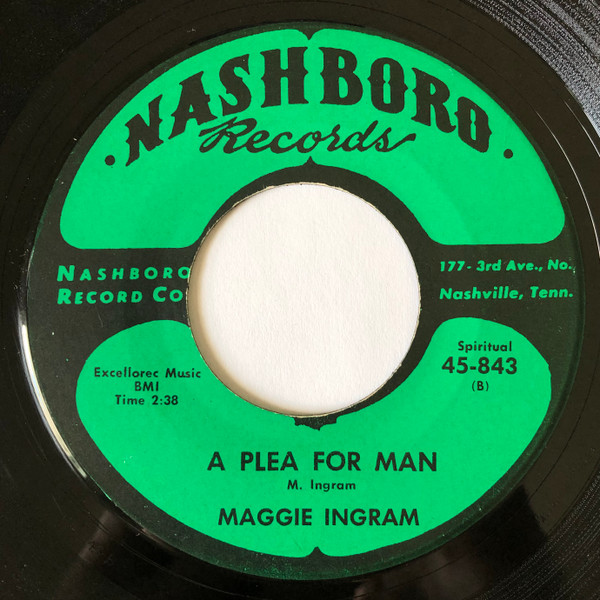 • NASHBORO •
Records
NASHBORO
RECORD CO
177- 3rd Ave., No.
Nashville, Tenn.
Excellorec Music
BMI
Time 2:38
Spiritual
45-843
(B)
A PLEA FOR MAN
M. Ingram
MAGGIE INGRAM